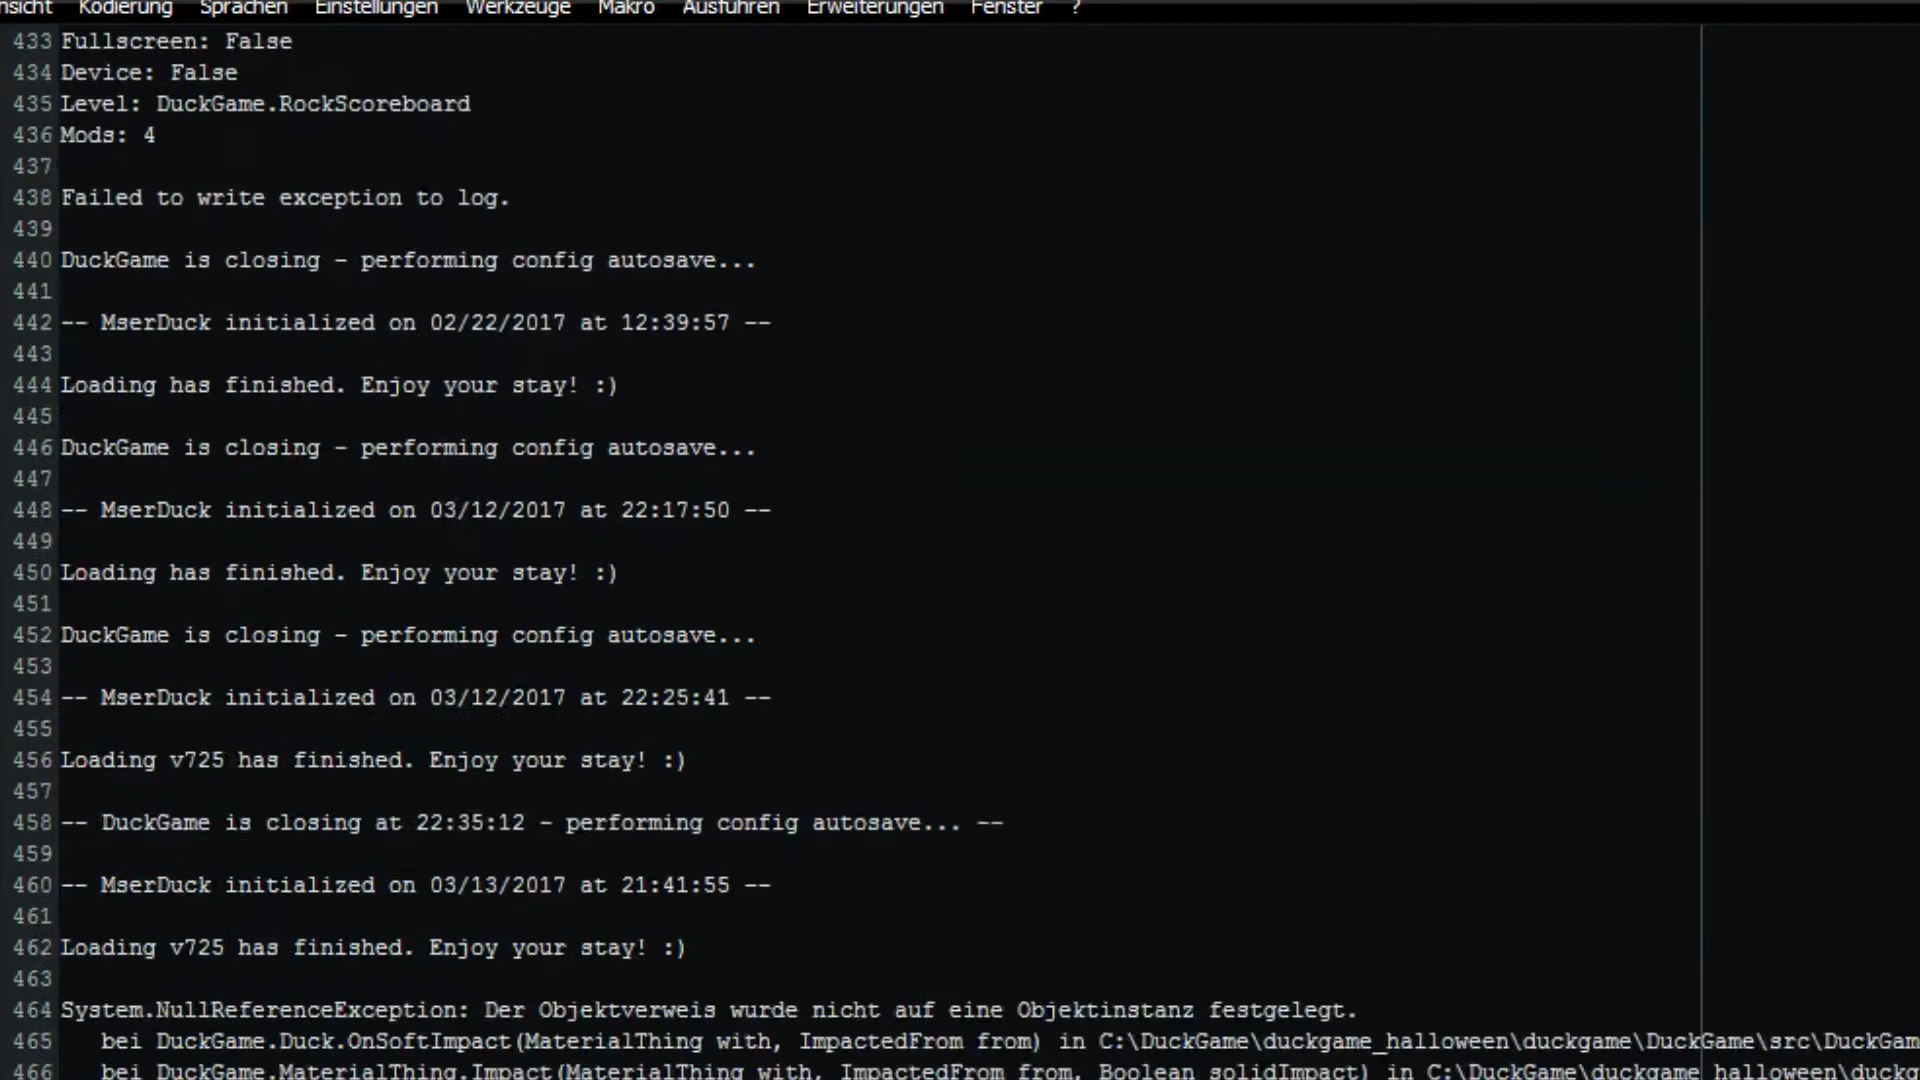 nsicht Kodierung Sprachen Einstellungen Werkzeuge Makro Ausführen Erweiterungen Fenster ?
433 Fullscreen: False
434 Device: False
435 Level: DuckGame.RockScoreboard
436 Mods: 4
437
438 Failed to write exception to log.
439
440 DuckGame is closing - performing config autosave...
441
442 -- MserDuck initialized on 02/22/2017 at 12:39:57 --
443
444 Loading has finished. Enjoy your stay! :)
445
446 DuckGame is closing - performing config autosave...
447
448 -- MserDuck initialized on 03/12/2017 at 22:17:50 --
449
450 Loading has finished. Enjoy your stay! :)
451
452 DuckGame is closing - performing config autosave...
453
454 -- MserDuck initialized on 03/12/2017 at 22:25:41 --
455
456 Loading v725 has finished. Enjoy your stay! :)
457
458 -- DuckGame is closing at 22:35:12 - performing config autosave... --
459
460 -- MserDuck initialized on 03/13/2017 at 21:41:55 --
461
462 Loading v725 has finished. Enjoy your stay! :)
463
464 System.NullReferenceException: Der Objektverweis wurde nicht auf eine Objektinstanz festgelegt.
465 bei DuckGame.Duck.OnSoftImpact(MaterialThing with, ImpactedFrom from) in C:\DuckGame\duckgame_halloween\duckgame\DuckGame\src\DuckGam
466 bei DuckGame.MaterialThing.Impact(MaterialThing with, ImpactedFrom from, Boolean solidImpact) in C:\DuckGame\duckgame_halloween\duckg